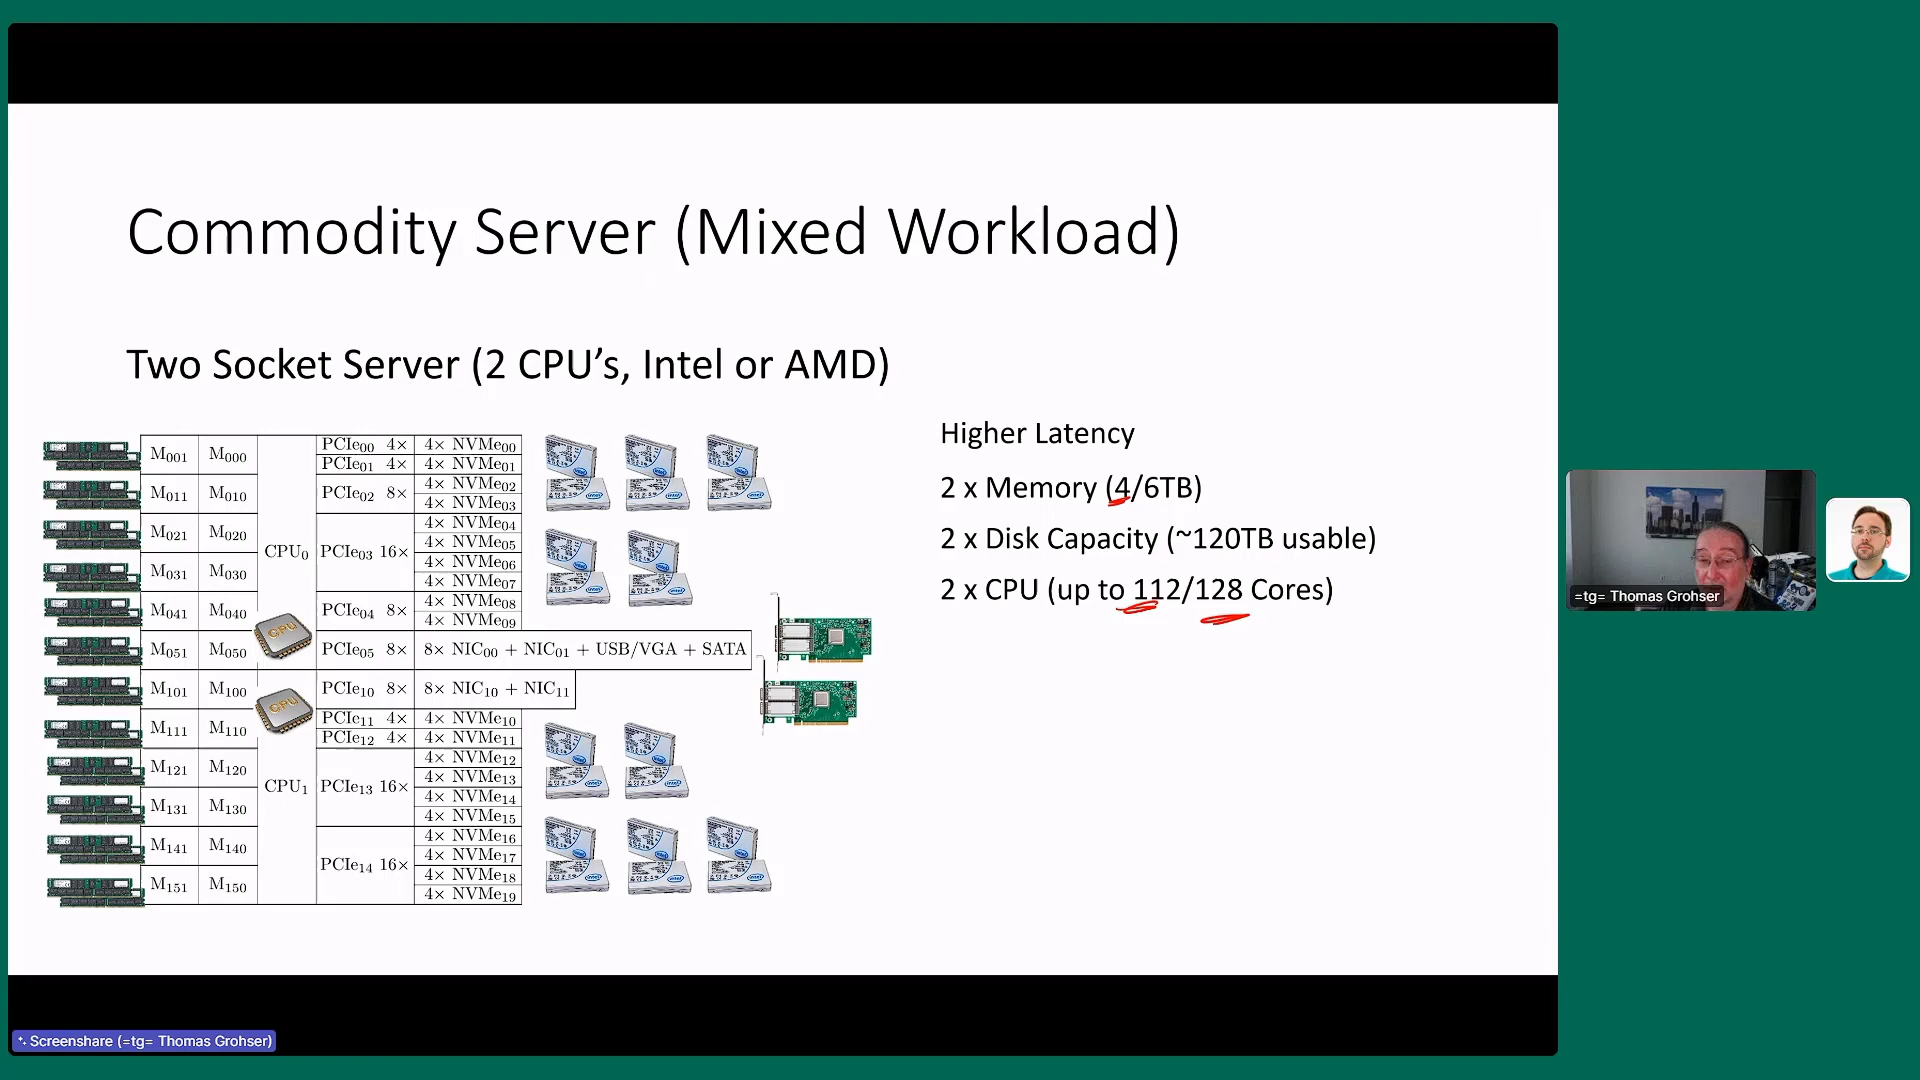 Commodity Server (Mixed Workload)
Two Socket Server (2 CPU's, Intel or AMD)
M001 M000 PCIe00 4× 4× NVMe00
PCIe01 4× 4× NVMe01
M011 M010 PCIe02 8× 4× NVMe02
4× NVMe03
M021 M020 4× NVMe04
CPU0 PCIe03 16× 4× NVMe05
M031 M030 4× NVMe06
4× NVMe07
M041 M040 PCIe04 8× 4× NVMe08
4× NVMe09
CPU
M051 M050 PCIe05 8× 8× NIC00 + NIC01 + USB/VGA + SATA
M101 M100 PCIe10 8× 8× NIC10 + NIC11
CPU
M111 M110 PCIe11 4× 4× NVMe10
PCIe12 4× 4× NVMe11
M121 M120 4× NVMe12
4× NVMe13
CPU1 PCIe13 16×
M131 M130 4× NVMe14
4× NVMe15
M141 M140 4× NVMe16
PCIe14 16× 4× NVMe17
M151 M150 4× NVMe18
4× NVMe19
Higher Latency
2 x Memory (4/6TB)
2 x Disk Capacity (~120TB usable)
2 x CPU (up to 112/128 Cores)
=tg= Thomas Grohser
Screenshare (=tg= Thomas Grohser)